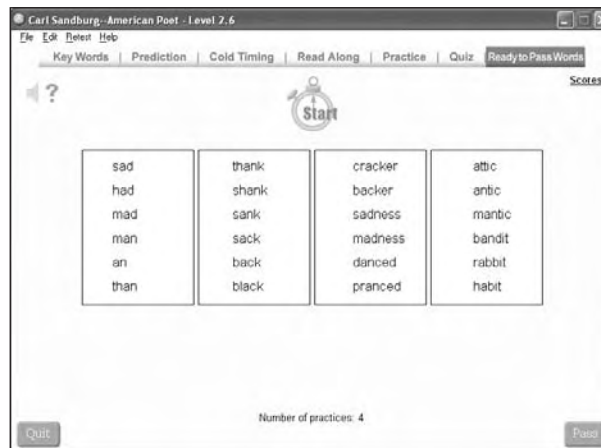 Carl Sandburg--American Poet - Level 2.6
File Edit Retest Help
Key Words | Prediction | Cold Timing | Read Along | Practice | Quiz Ready to Pass Words
Scores
?
Start
sad thank cracker attic
had shank backer antic
mad sank sadness mantic
man sack madness bandit
an back danced rabbit
than black pranced habit
Number of practices: 4
Quit Pass